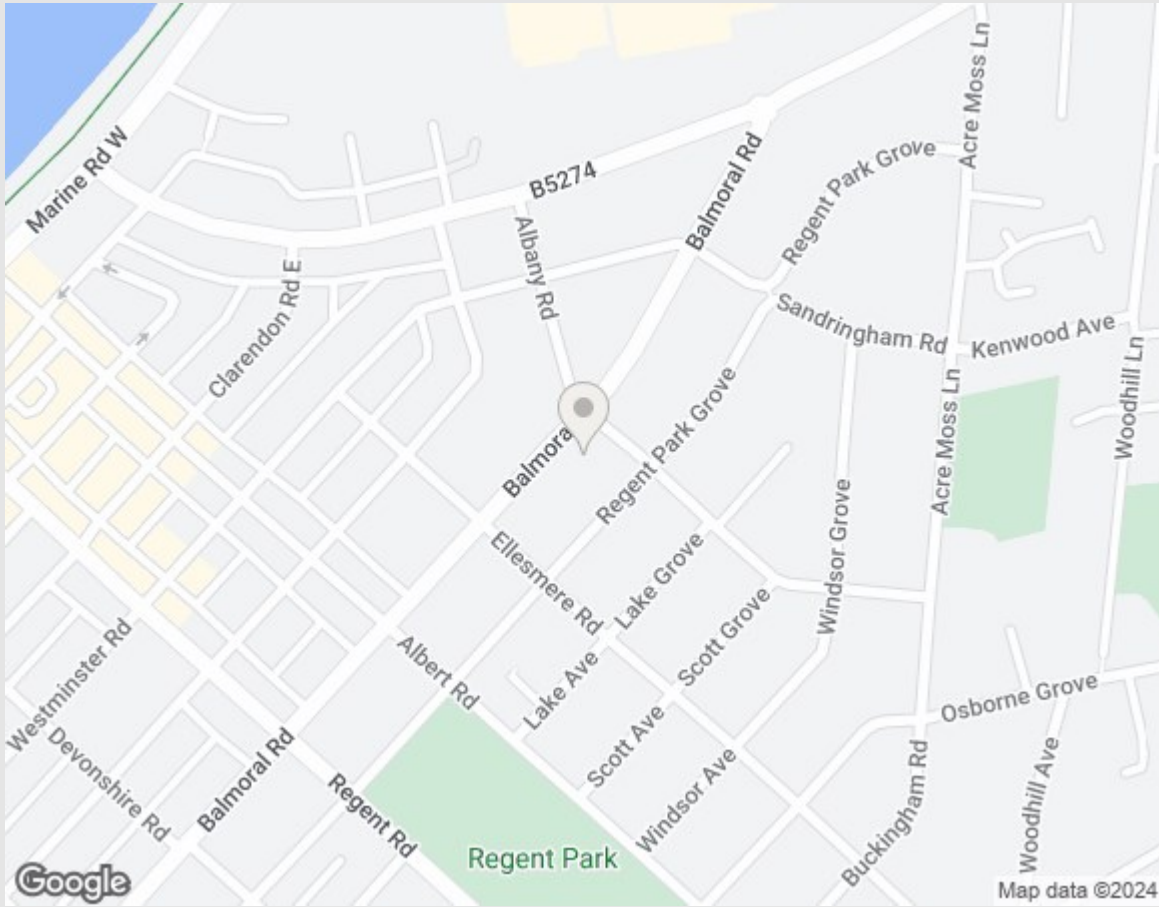 Marine Rd W
B5274
Balmoral Rd
Regent Park Grove
Acre Moss Ln
Albany Rd
Clarendon Rd E
Sandringham Rd
Kenwood Ave
Woodhill Ln
Acre Moss Ln
Balmora
Regent Park Grove
Windsor Grove
Ellesmere Rd
Lake Grove
Scott Grove
Westminster Rd
Albert Rd
Lake Ave
Osborne Grove
Scott Ave
Devonshire Rd
Balmoral Rd
Regent Rd
Windsor Ave
Buckingham Rd
Woodhill Ave
Regent Park
Google
Map data ©2024